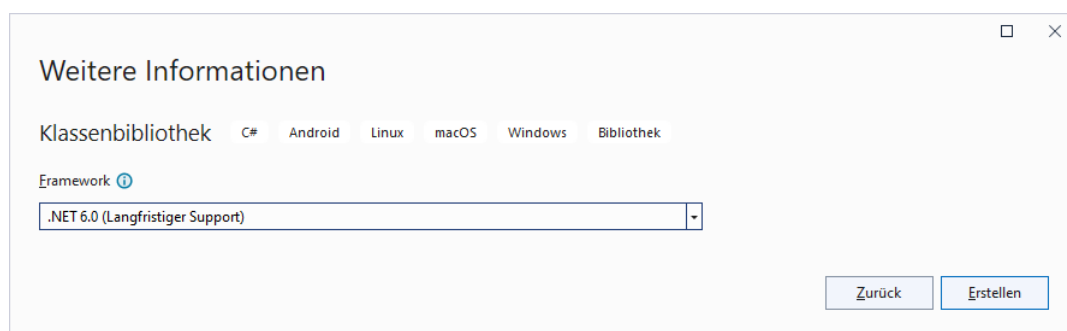 Weitere Informationen
Klassenbibliothek C# Android Linux macOS Windows Bibliothek
Framework
.NET 6.0 (Langfristiger Support)
Zurück Erstellen